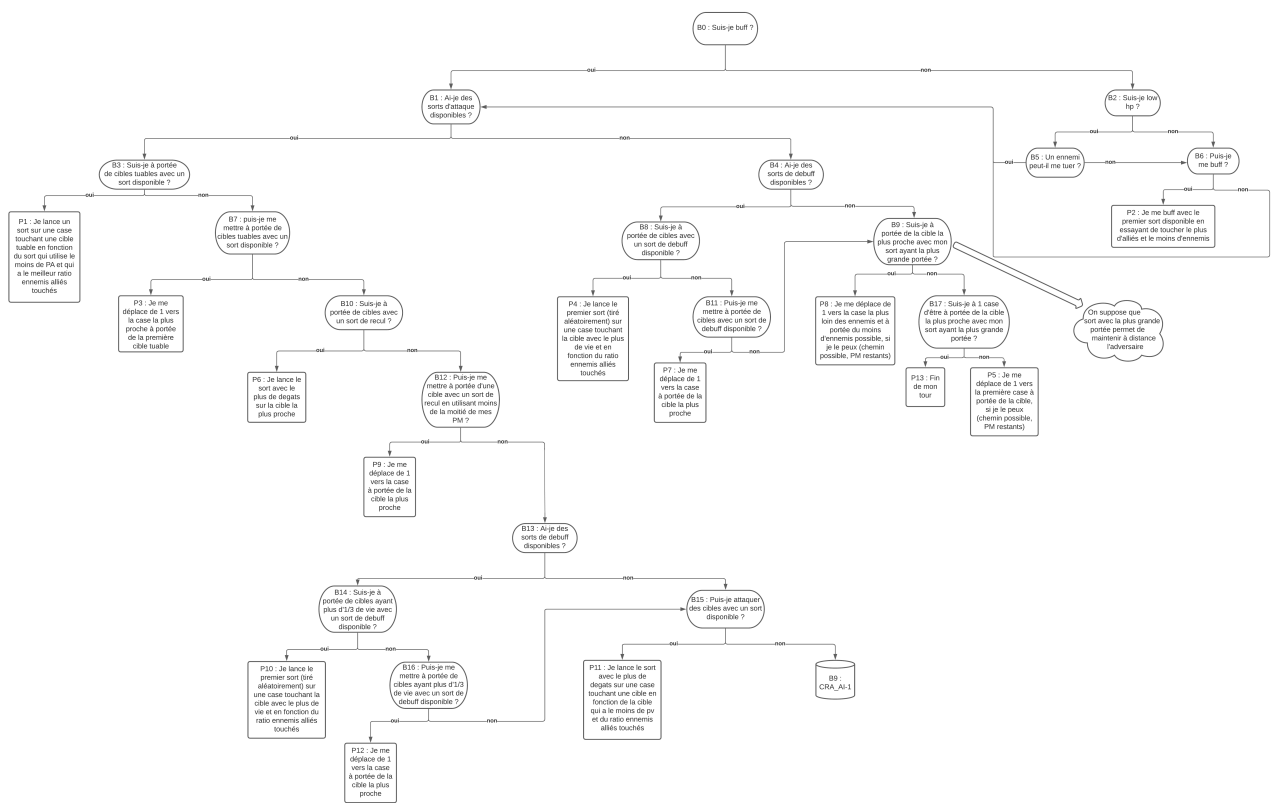 B0 : Suis-je buff ?
oui
non
B1 : Ai-je des
sorts d'attaque
disponibles ?
B2 : Suis-je low
hp ?
oui
non
oui
non
B3 : Suis-je à portée
de cibles tuables avec un
sort disponible ?
B4 : Ai-je des
sorts de debuff
disponibles ?
B5 : Un ennemi
peut-il me tuer ?
oui
non
B6 : Puis-je
me buff ?
oui
non
oui
non
oui
non
P1 : Je lance un
sort sur une case
touchant une cible
tuable en fonction
du sort qui utilise le
moins de PA et qui
a le meilleur ratio
ennemis alliés
touchés
B7 : puis-je me
mettre à portée de
cibles tuables avec un
sort disponible ?
B8 : Suis-je à
portée de cibles avec
un sort de debuff
disponible ?
B9 : Suis-je à
portée de la cible la
plus proche avec mon
sort ayant la plus
grande portée ?
P2 : Je me buff avec le
premier sort disponible en
essayant de toucher le plus
d'alliés et le moins d'ennemis
oui
non
oui
non
oui
non
P3 : Je me
déplace de 1 vers
la case la plus
proche à portée
de la première
cible tuable
B10 : Suis-je à
portée de cibles avec
un sort de recul ?
P4 : Je lance le
premier sort (tiré
aléatoirement) sur
une case touchant
la cible avec le plus
de vie et en
fonction du ratio
ennemis alliés
touchés
B11 : Puis-je me
mettre à portée de
cibles avec un sort de
debuff disponible ?
P8 : Je me déplace de
1 vers la case la plus
loin des ennemis et à
portée du moins
d'ennemis possible, si
je le peux (chemin
possible, PM restants)
B17 : Suis-je à 1 case
d'être à portée de la cible
la plus proche avec mon
sort ayant la plus grande
portée ?
On suppose que
sort avec la plus grande
portée permet de
maintenir à distance
l'adversaire
oui
non
oui
non
oui
non
P6 : Je lance le
sort avec le
plus de degats
sur la cible la
plus proche
B12 : Puis-je me
mettre à portée d'une
cible avec un sort de
recul en utilisant moins
de la moitié de mes
PM ?
P7 : Je me
déplace de 1
vers la case
à portée de la
cible la plus
proche
P13 : Fin
de mon
tour
P5 : Je me
déplace de 1 vers
la première case à
portée de la cible,
si je le peux
(chemin possible,
PM restants)
oui
non
P9 : Je me
déplace de 1
vers la case
à portée de la
cible la plus
proche
B13 : Ai-je des
sorts de debuff
disponibles ?
oui
non
B14 : Suis-je à
portée de cibles ayant
plus d'1/3 de vie avec
un sort de debuff
disponible ?
B15 : Puis-je attaquer
des cibles avec un sort
disponible ?
oui
non
oui
non
P10 : Je lance le
premier sort (tiré
aléatoirement) sur
une case touchant la
cible avec le plus de
vie et en fonction du
ratio ennemis alliés
touchés
B16 : Puis-je me
mettre à portée de
cibles ayant plus d'1/3
de vie avec un sort de
debuff disponible ?
P11 : Je lance le sort
avec le plus de
degats sur une case
touchant une cible en
fonction de la cible
qui a le moins de pv
et du ratio ennemis
alliés touchés
B9 :
CRA_AI-1
oui
non
P12 : Je me
déplace de 1
vers la case
à portée de la
cible la plus
proche